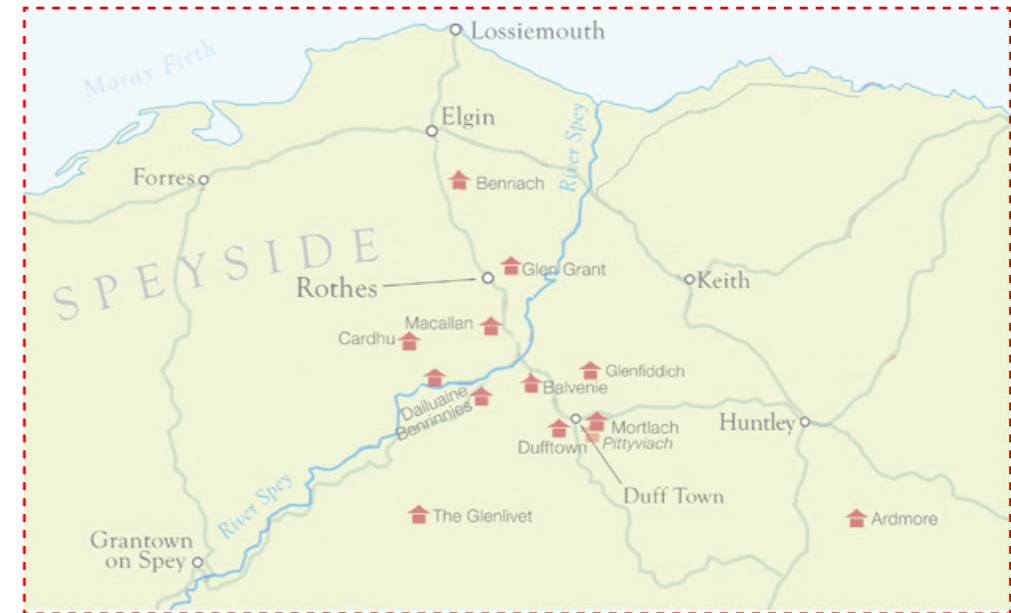 Lossiemouth
Moray Firth
Elgin
River Spey
Forres
Benriach
SPEYSIDE
Glen Grant
Rothes
Keith
Macallan
Cardhu
Glenfiddich
Balvenie
Dailuaine
Benrinnies
Mortlach
Huntley
Dufftown
Pittyviach
Duff Town
River Spey
The Glenlivet
Ardmore
Grantown
on Spey